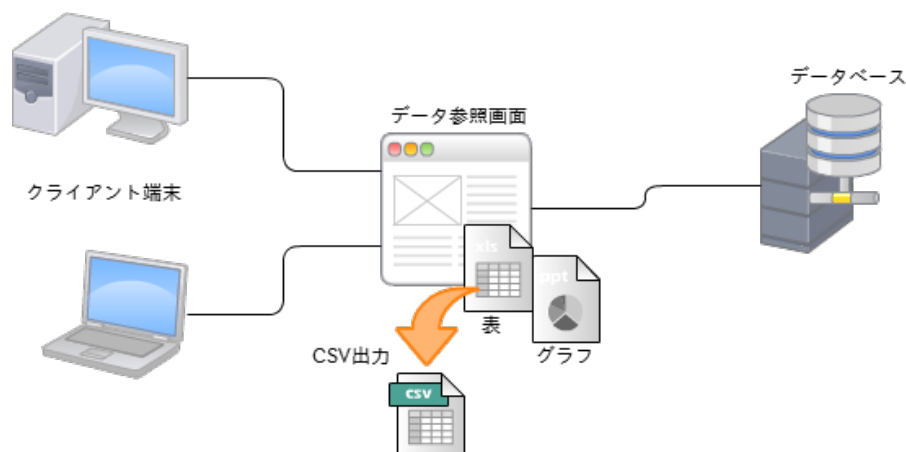 データベース
データ参照画面
クライアント端末
xls
ppt
表
グラフ
CSV出力
csv